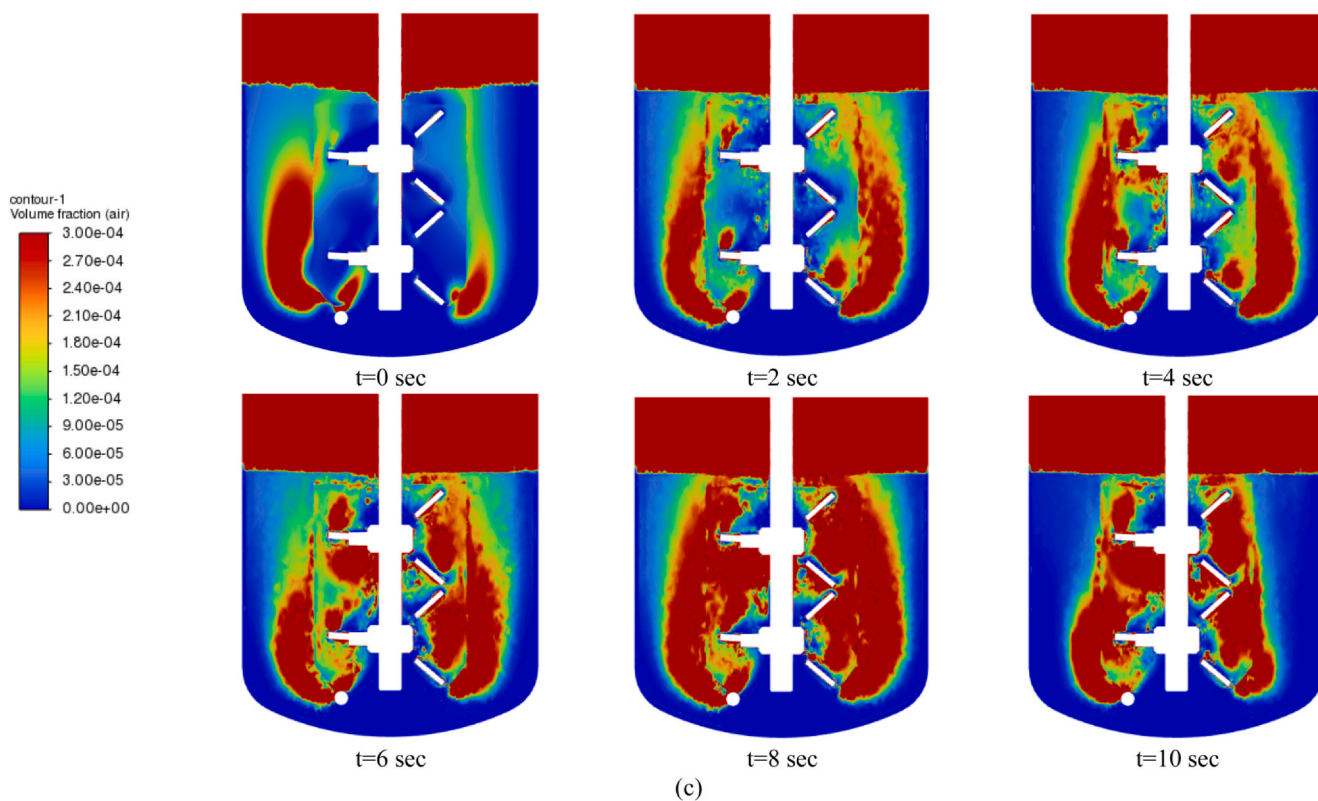 contour-1
Volume fraction (air)
3.00e-04
2.70e-04
2.40e-04
2.10e-04
1.80e-04
1.50e-04
1.20e-04
9.00e-05
6.00e-05
3.00e-05
0.00e+00
t=0 sec
t=2 sec
t=4 sec
t=6 sec
t=8 sec
t=10 sec
(c)